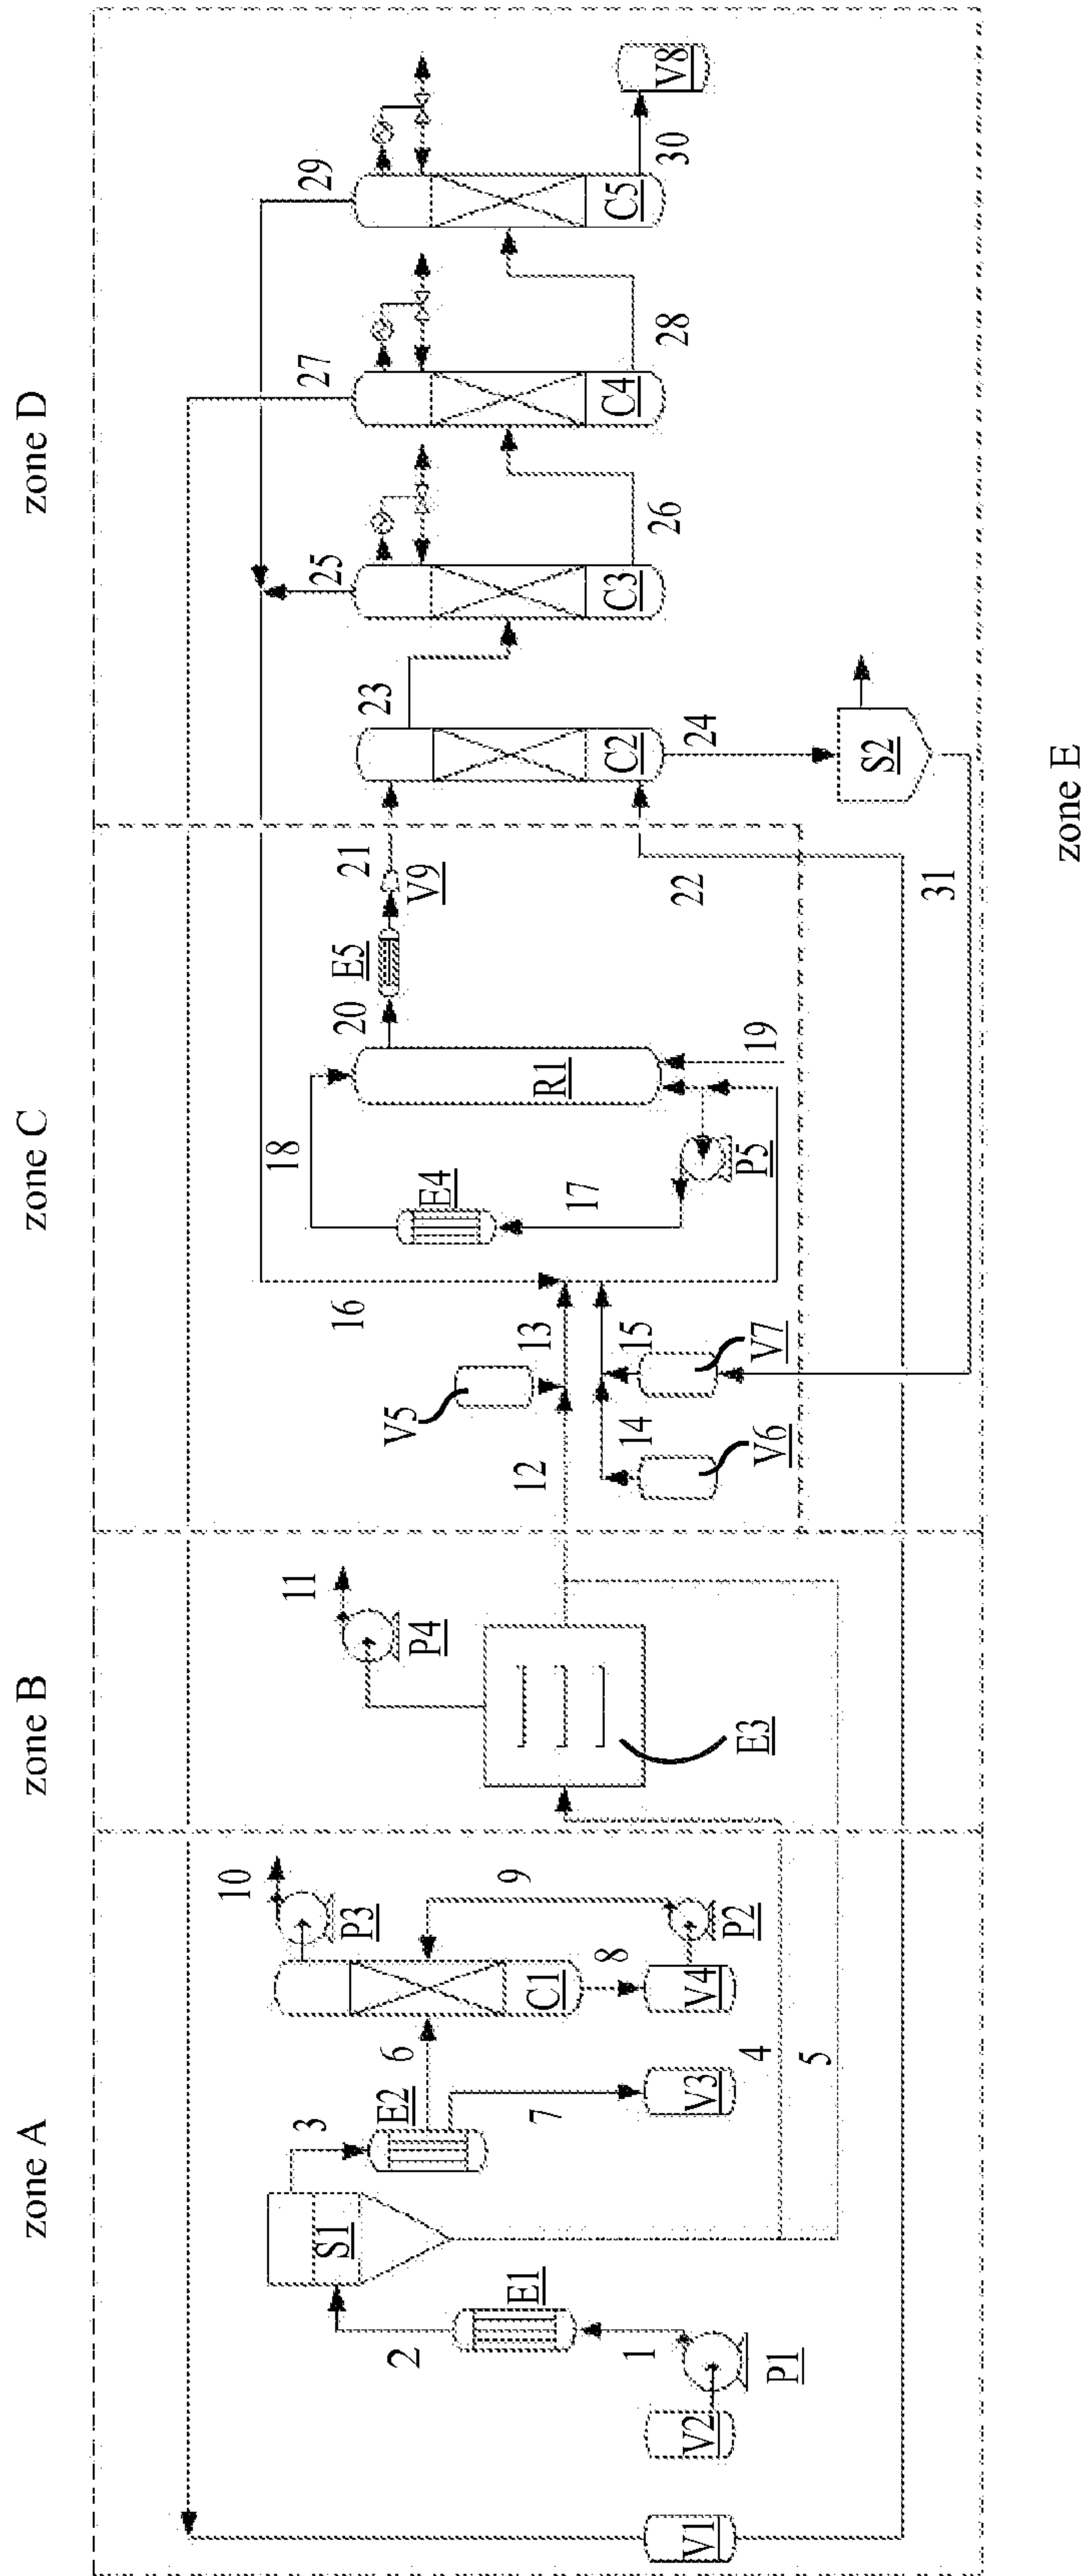 zone A
zone B
zone C
zone D
zone E
V1
V2
P1
1
E1
2
S1
3
E2
6
7
V3
C1
8
V4
P2
9
P3
10
4
5
E3
P4
11
12
V5
13
14
V6
15
V7
16
17
P5
E4
18
R1
19
20
E5
V9
21
22
C2
23
24
S2
31
C3
25
26
C4
27
28
C5
29
30
V8